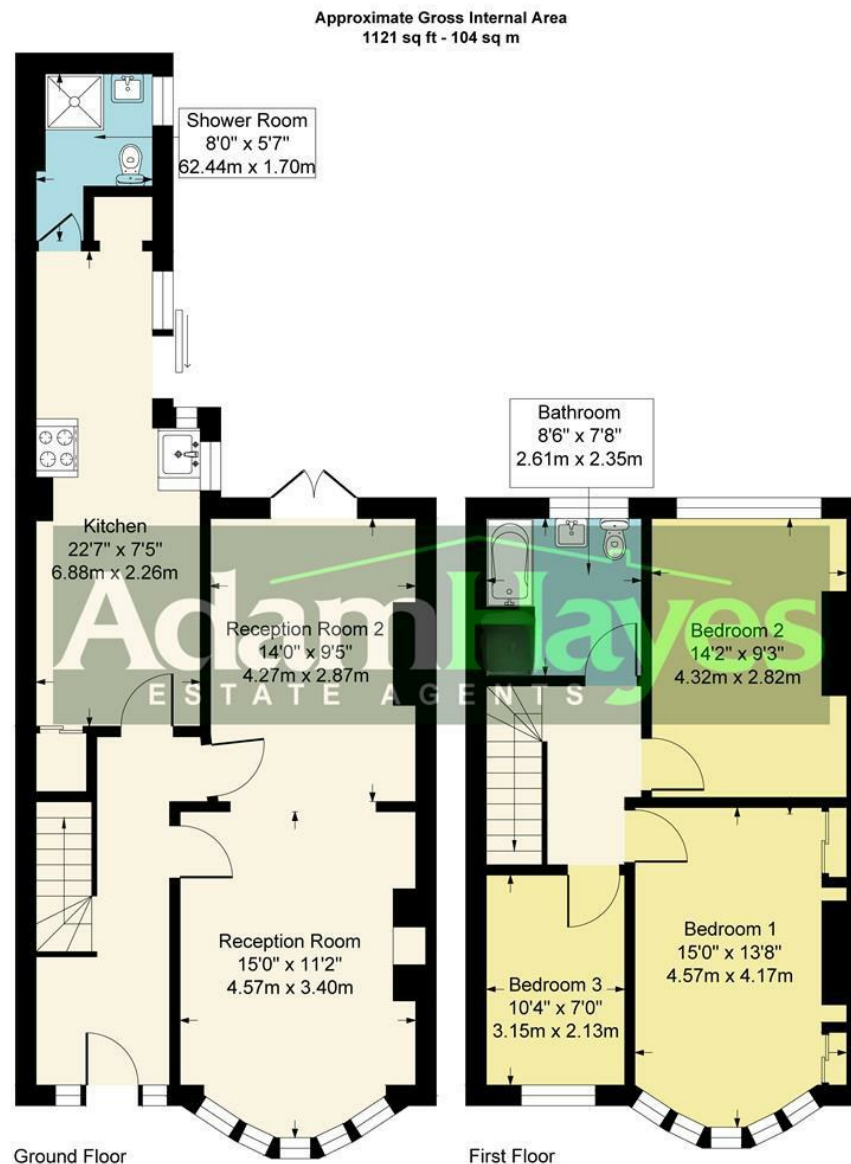 Approximate Gross Internal Area
1121 sq ft - 104 sq m
Shower Room
8'0" x 5'7"
62.44m x 1.70m
Bathroom
8'6" x 7'8"
2.61m x 2.35m
Kitchen
22'7" x 7'5"
6.88m x 2.26m
AdamHayes
ESTATE AGENTS
Reception Room 2
14'0" x 9'5"
4.27m x 2.87m
Bedroom 2
14'2" x 9'3"
4.32m x 2.82m
Reception Room
15'0" x 11'2"
4.57m x 3.40m
Bedroom 3
10'4" x 7'0"
3.15m x 2.13m
Bedroom 1
15'0" x 13'8"
4.57m x 4.17m
Ground Floor
First Floor